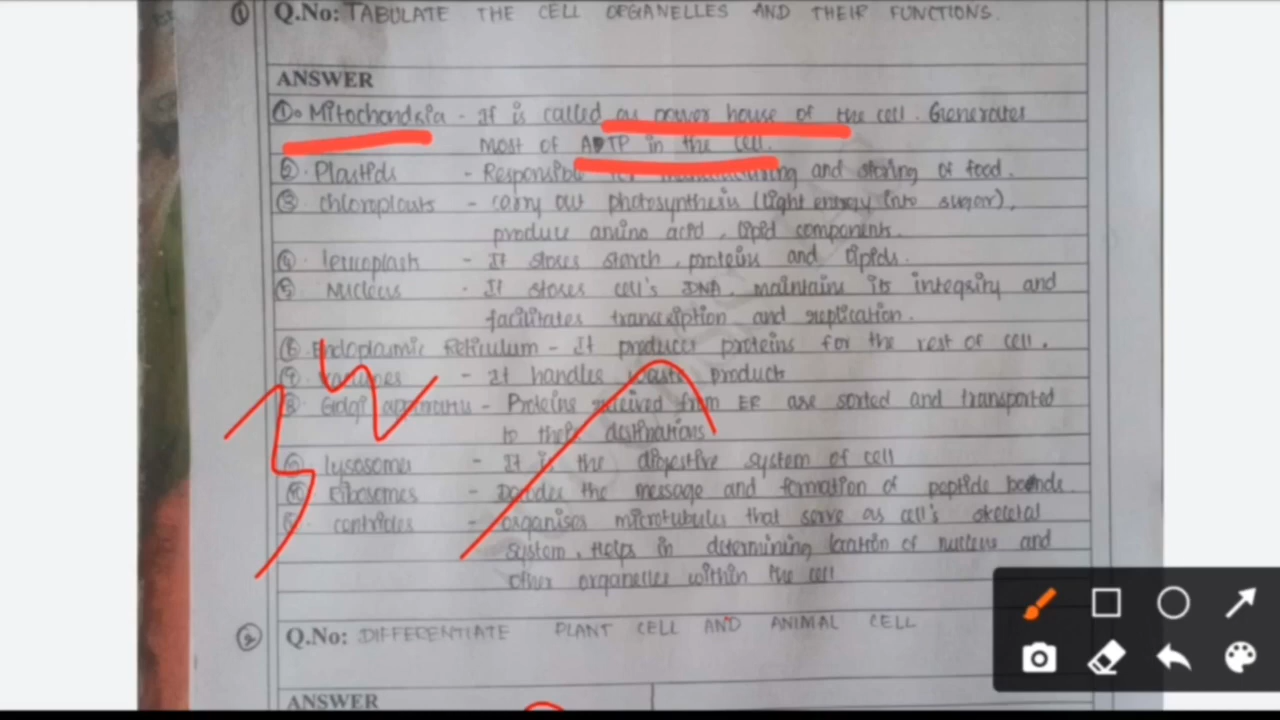 ① Q.No: TABULATE THE CELL ORGANELLES AND THEIR FUNCTIONS.
ANSWER
①. Mitochondria - It is called as power house of the cell. Generates
most of ATP in the cell.
②. Plastids - Responsible for manufacturing and storing of food.
③. chloroplasts - carry out photosynthesis (light energy into sugar),
produce amino acid, lipid components.
④. leucoplasts - It stores starch, proteins and lipids.
⑤. Nucleus - It stores cell's DNA, maintains its integrity and
facilitates transcription and replication.
⑥. Endoplasmic Reticulum - It produces proteins for the rest of cell.
- It handles waste products
Golgi apparatus - Proteins received from ER are sorted and transported
to their destinations
lysosomes - It is the digestive system of cell
Ribosomes - Decodes the message and formation of peptide bonds.
centrioles - organises microtubules that serve as cell's skeletal
system. Helps in determining location of nucleus and
other organelles within the cell
② Q.No: DIFFERENTIATE PLANT CELL AND ANIMAL CELL
ANSWER